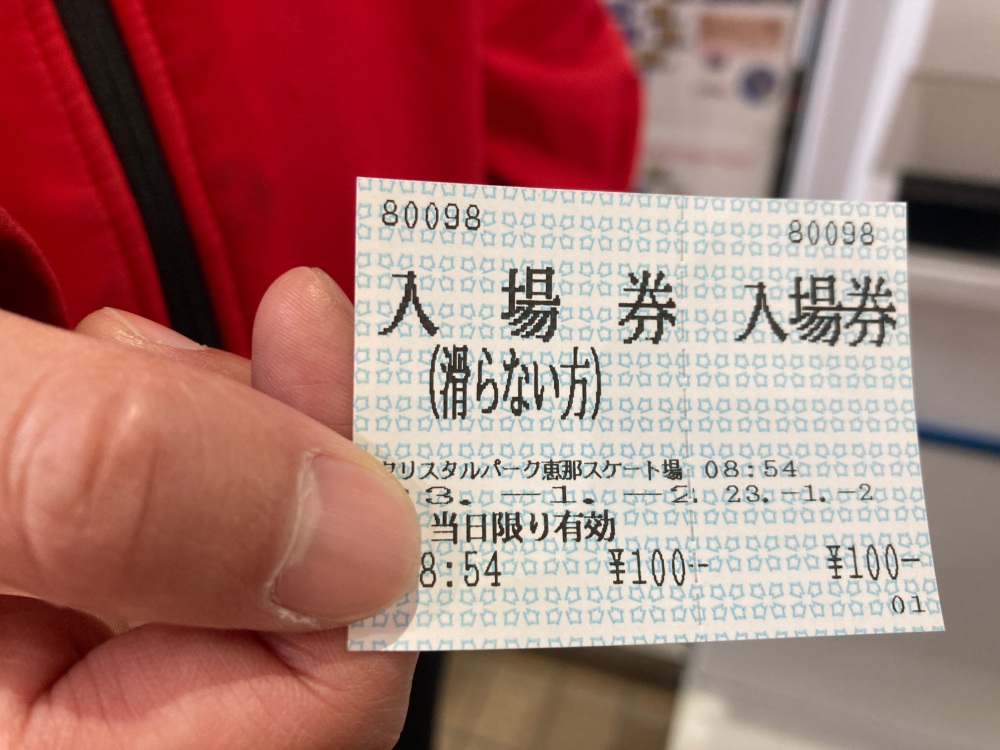 80098 80098
入場券 入場券
(滑らない方)
クリスタルパーク恵那スケート場 08:54
3.-1.-2. 23.-1.-2
当日限り有効
8:54 ¥100- ¥100-
01